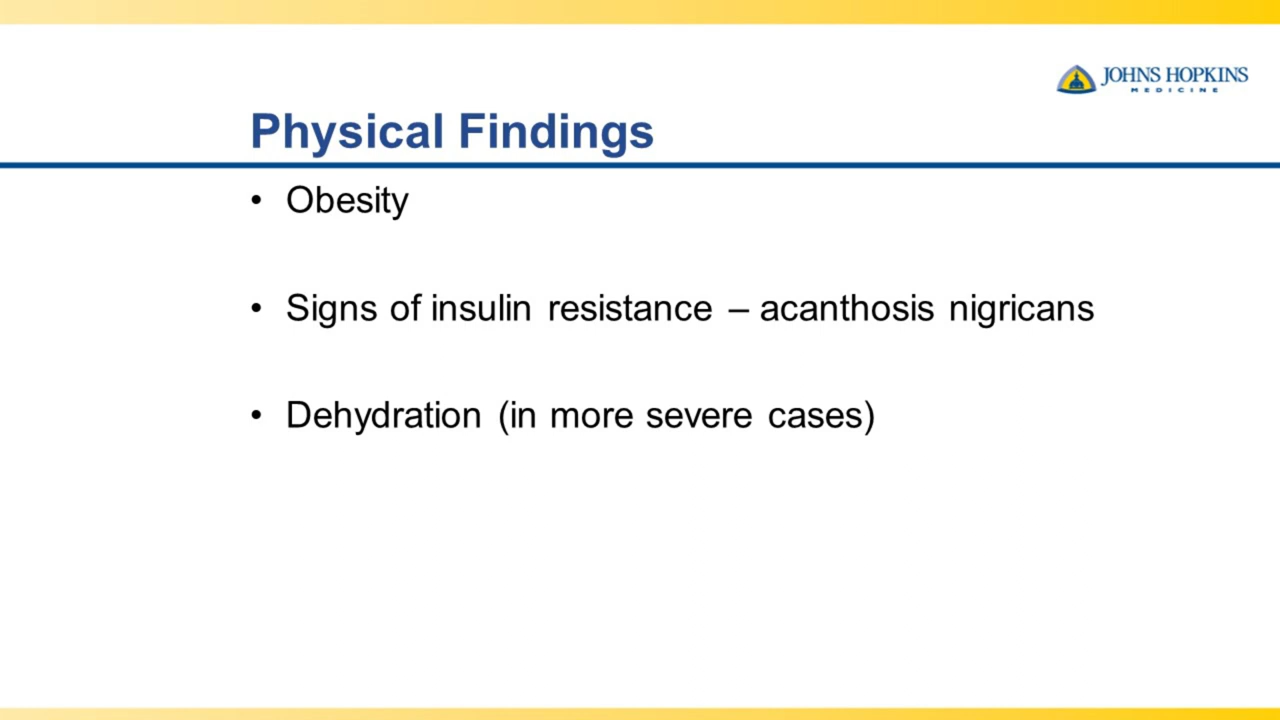 JOHNS HOPKINS
MEDICINE
Physical Findings
• Obesity
• Signs of insulin resistance – acanthosis nigricans
• Dehydration (in more severe cases)